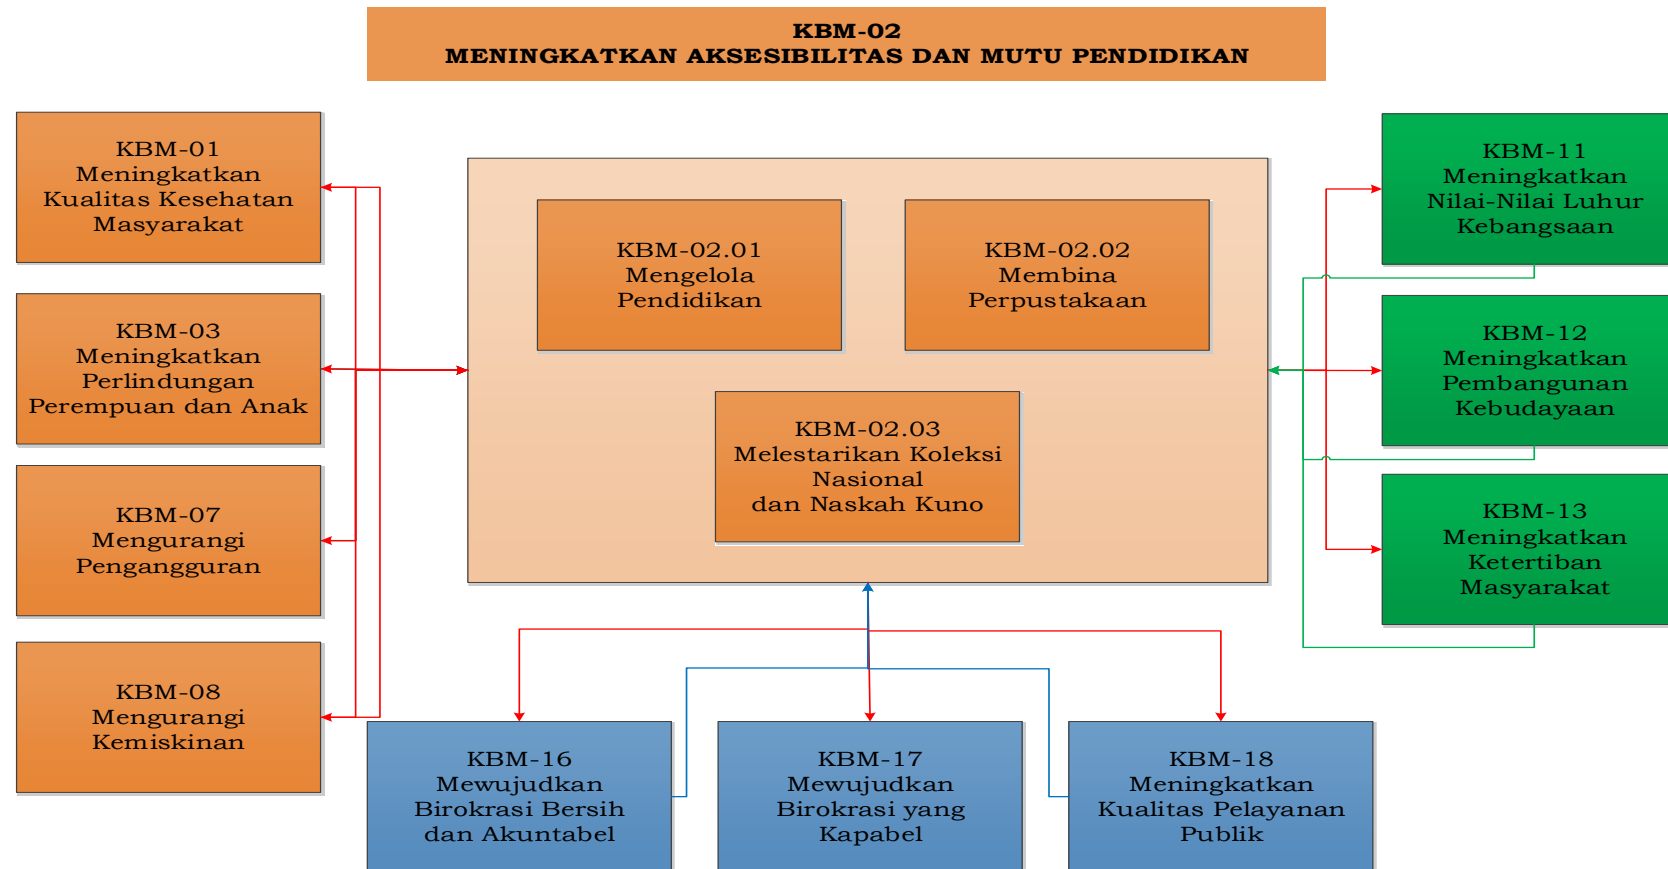 KBM-02
MENINGKATKAN AKSESIBILITAS DAN MUTU PENDIDIKAN
KBM-01
Meningkatkan
Kualitas Kesehatan
Masyarakat
KBM-03
Meningkatkan
Perlindungan
Perempuan dan Anak
KBM-07
Mengurangi
Pengangguran
KBM-08
Mengurangi
Kemiskinan
KBM-02.01
Mengelola
Pendidikan
KBM-02.02
Membina
Perpustakaan
KBM-02.03
Melestarikan Koleksi
Nasional
dan Naskah Kuno
KBM-11
Meningkatkan
Nilai-Nilai Luhur
Kebangsaan
KBM-12
Meningkatkan
Pembangunan
Kebudayaan
KBM-13
Meningkatkan
Ketertiban
Masyarakat
KBM-16
Mewujudkan
Birokrasi Bersih
dan Akuntabel
KBM-17
Mewujudkan
Birokrasi yang
Kapabel
KBM-18
Meningkatkan
Kualitas Pelayanan
Publik